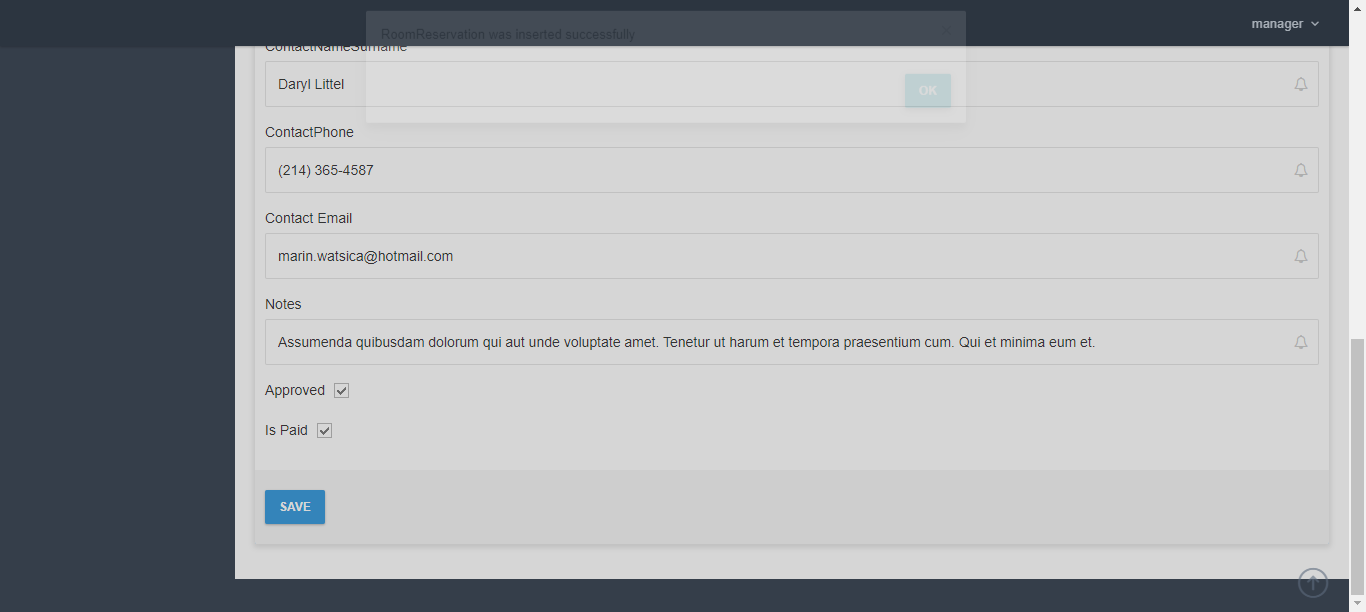 manager
RoomReservation was inserted successfully
ContactNameSurname
Daryl Littel
OK
ContactPhone
(214) 365-4587
Contact Email
marin.watsica@hotmail.com
Notes
Assumenda quibusdam dolorum qui aut unde voluptate amet. Tenetur ut harum et tempora praesentium cum. Qui et minima eum et.
Approved
Is Paid
SAVE